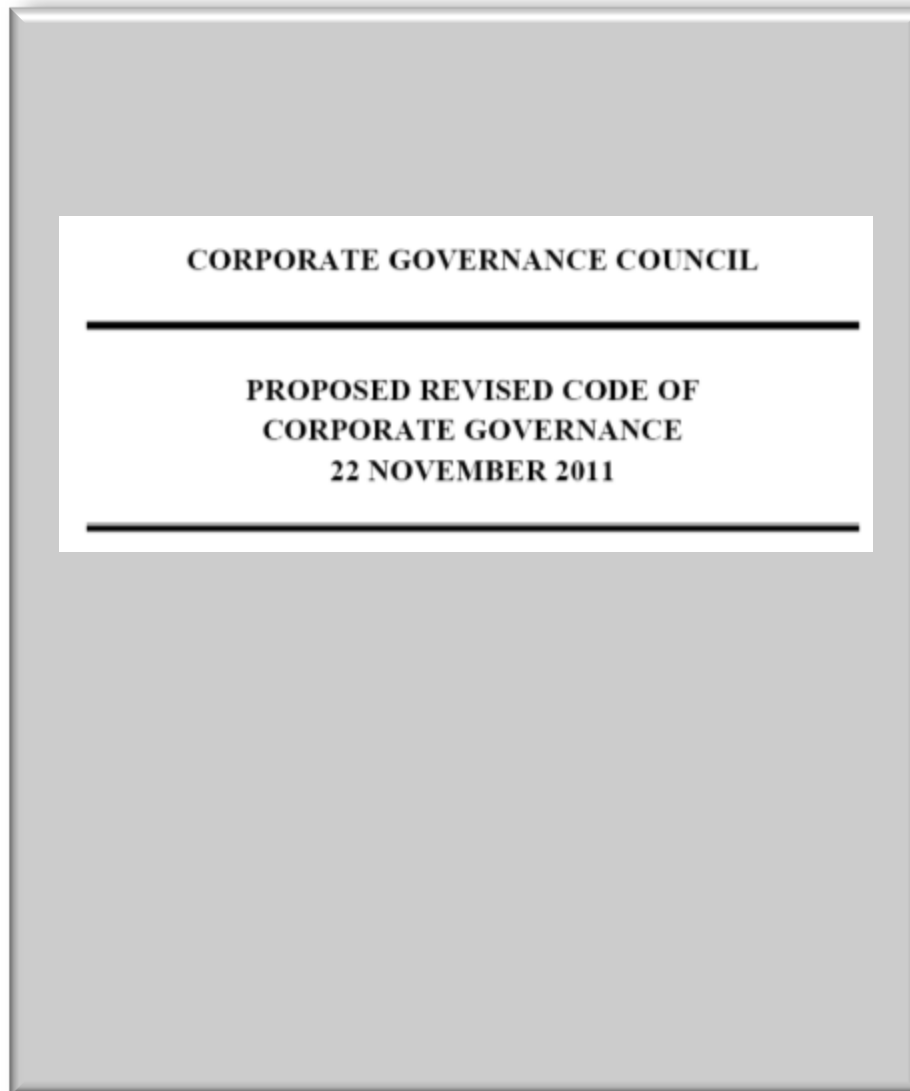 CORPORATE GOVERNANCE COUNCIL
PROPOSED REVISED CODE OF
CORPORATE GOVERNANCE
22 NOVEMBER 2011